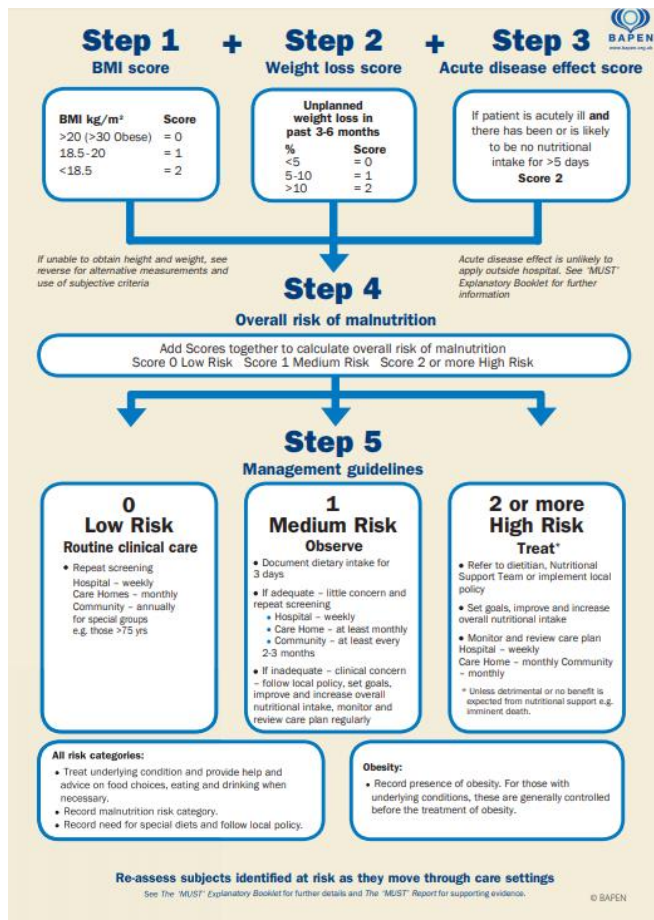 BAPEN
www.bapen.org.uk
Step 1 + Step 2 + Step 3
BMI score
Weight loss score
Acute disease effect score
BMI kg/m² Score
>20 (>30 Obese) = 0
18.5-20 = 1
<18.5 = 2
Unplanned
weight loss in
past 3-6 months
% Score
<5 = 0
5-10 = 1
>10 = 2
If patient is acutely ill and
there has been or is likely
to be no nutritional
intake for >5 days
Score 2
If unable to obtain height and weight, see
reverse for alternative measurements and
use of subjective criteria
Acute disease effect is unlikely to
apply outside hospital. See 'MUST'
Explanatory Booklet for further
information
Step 4
Overall risk of malnutrition
Add Scores together to calculate overall risk of malnutrition
Score 0 Low Risk Score 1 Medium Risk Score 2 or more High Risk
Step 5
Management guidelines
0
Low Risk
Routine clinical care
• Repeat screening
Hospital – weekly
Care Homes – monthly
Community – annually
for special groups
e.g. those >75 yrs
1
Medium Risk
Observe
• Document dietary intake for
3 days
• If adequate – little concern and
repeat screening
• Hospital – weekly
• Care Home – at least monthly
• Community – at least every
2-3 months
• If inadequate – clinical concern
– follow local policy, set goals,
improve and increase overall
nutritional intake, monitor and
review care plan regularly
2 or more
High Risk
Treat*
• Refer to dietitian, Nutritional
Support Team or implement local
policy
• Set goals, improve and increase
overall nutritional intake
• Monitor and review care plan
Hospital – weekly
Care Home – monthly Community
– monthly
* Unless detrimental or no benefit is
expected from nutritional support e.g.
imminent death.
All risk categories:
• Treat underlying condition and provide help and
advice on food choices, eating and drinking when
necessary.
• Record malnutrition risk category.
• Record need for special diets and follow local policy.
Obesity:
• Record presence of obesity. For those with
underlying conditions, these are generally controlled
before the treatment of obesity.
Re-assess subjects identified at risk as they move through care settings
See The 'MUST' Explanatory Booklet for further details and The 'MUST' Report for supporting evidence.
© BAPEN